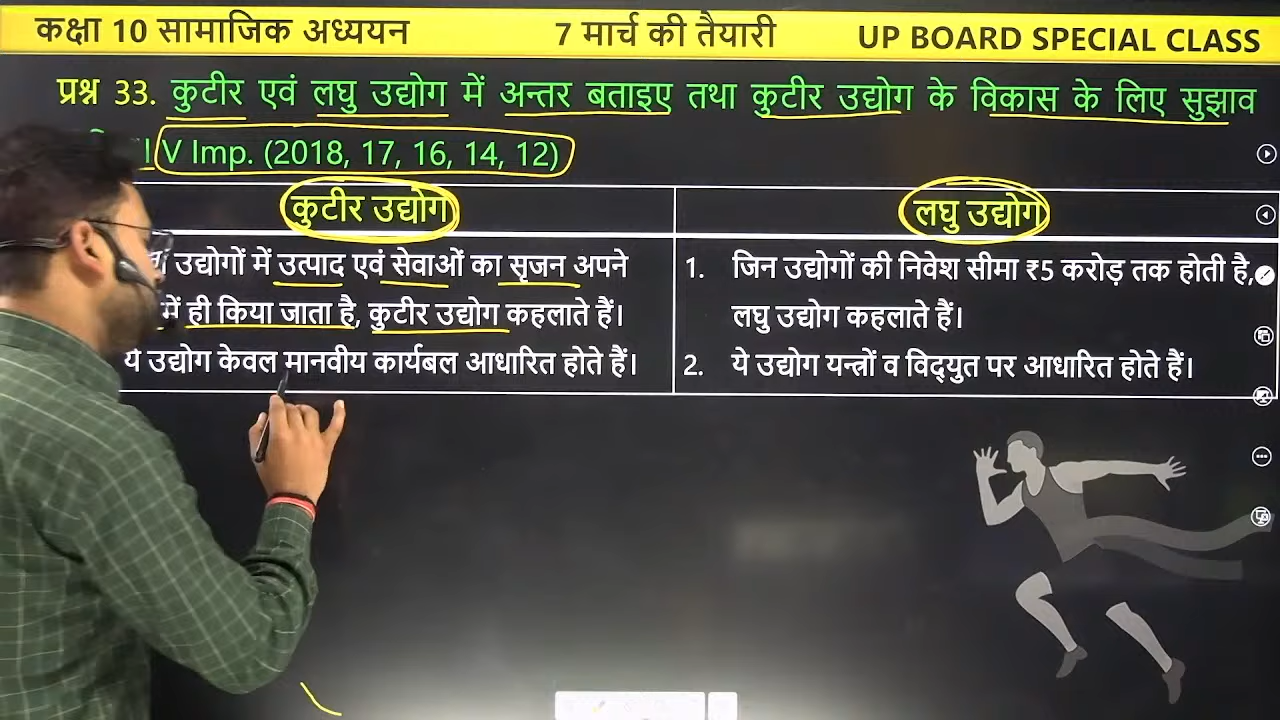 कक्षा 10 सामाजिक अध्ययन 7 मार्च की तैयारी UP BOARD SPECIAL CLASS
प्रश्न 33. कुटीर एवं लघु उद्योग में अन्तर बताइए तथा कुटीर उद्योग के विकास के लिए सुझाव
V Imp. (2018, 17, 16, 14, 12)
कुटीर उद्योग
उद्योगों में उत्पाद एवं सेवाओं का सृजन अपने
में ही किया जाता है, कुटीर उद्योग कहलाते हैं।
ये उद्योग केवल मानवीय कार्यबल आधारित होते हैं।
लघु उद्योग
1. जिन उद्योगों की निवेश सीमा ₹5 करोड़ तक होती है,
लघु उद्योग कहलाते हैं।
2. ये उद्योग यन्त्रों व विद्युत पर आधारित होते हैं।